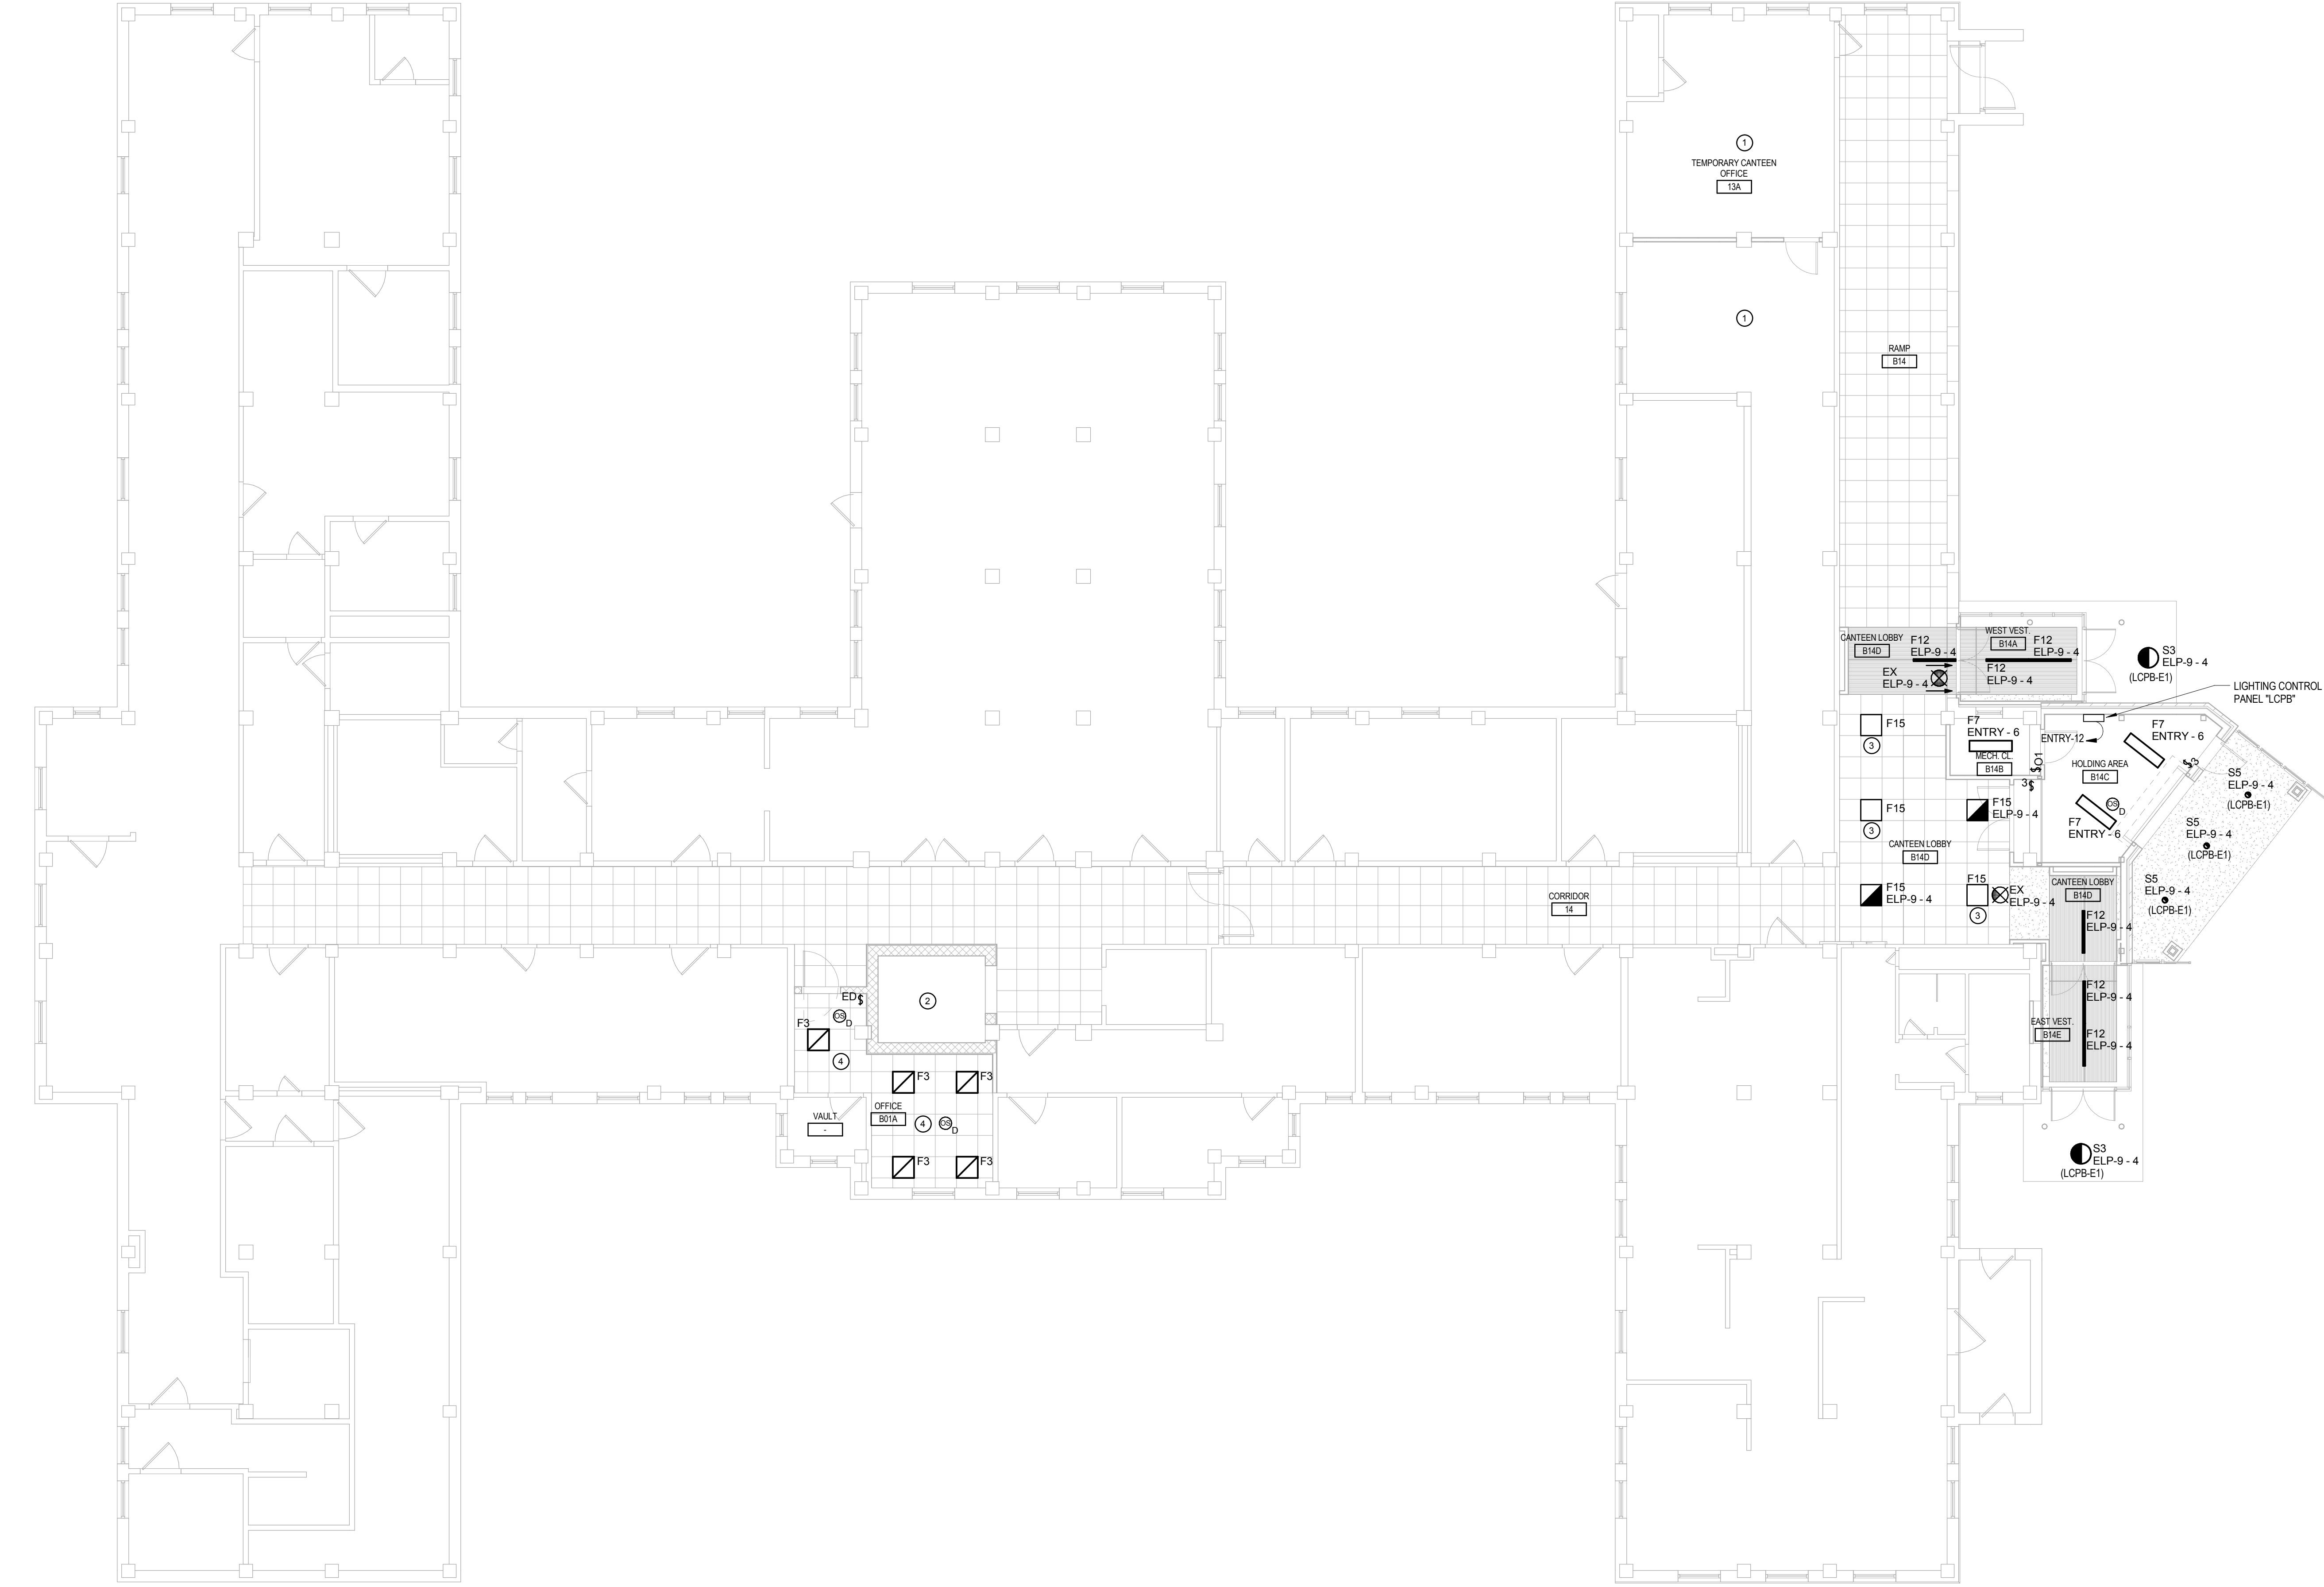 1
TEMPORARY CANTEEN
OFFICE
13A
1
RAMP
B14
CANTEEN LOBBY
B14D
F12
ELP-9 - 4
WEST VEST.
B14A
F12
ELP-9 - 4
F12
ELP-9 - 4
EX
ELP-9 - 4
S3
ELP-9 - 4
(LCPB-E1)
LIGHTING CONTROL
PANEL "LCPB"
F15
3
F7
ENTRY - 6
MECH. CL.
B14B
ENTRY-12
F7
ENTRY - 6
O1
$
3
$
HOLDING AREA
B14C
$
3
OS
D
F7
ENTRY - 6
S5
ELP-9 - 4
(LCPB-E1)
S5
ELP-9 - 4
(LCPB-E1)
S5
ELP-9 - 4
(LCPB-E1)
F15
3
F15
ELP-9 - 4
CANTEEN LOBBY
B14D
F15
ELP-9 - 4
F15
3
EX
ELP-9 - 4
CANTEEN LOBBY
B14D
F12
ELP-9 - 4
CORRIDOR
14
F12
ELP-9 - 4
EAST VEST.
B14E
F12
ELP-9 - 4
S3
ELP-9 - 4
(LCPB-E1)
2
ED
$
OS
D
F3
4
F3
F3
VAULT
-
OFFICE
B01A
4
OS
D
F3
F3